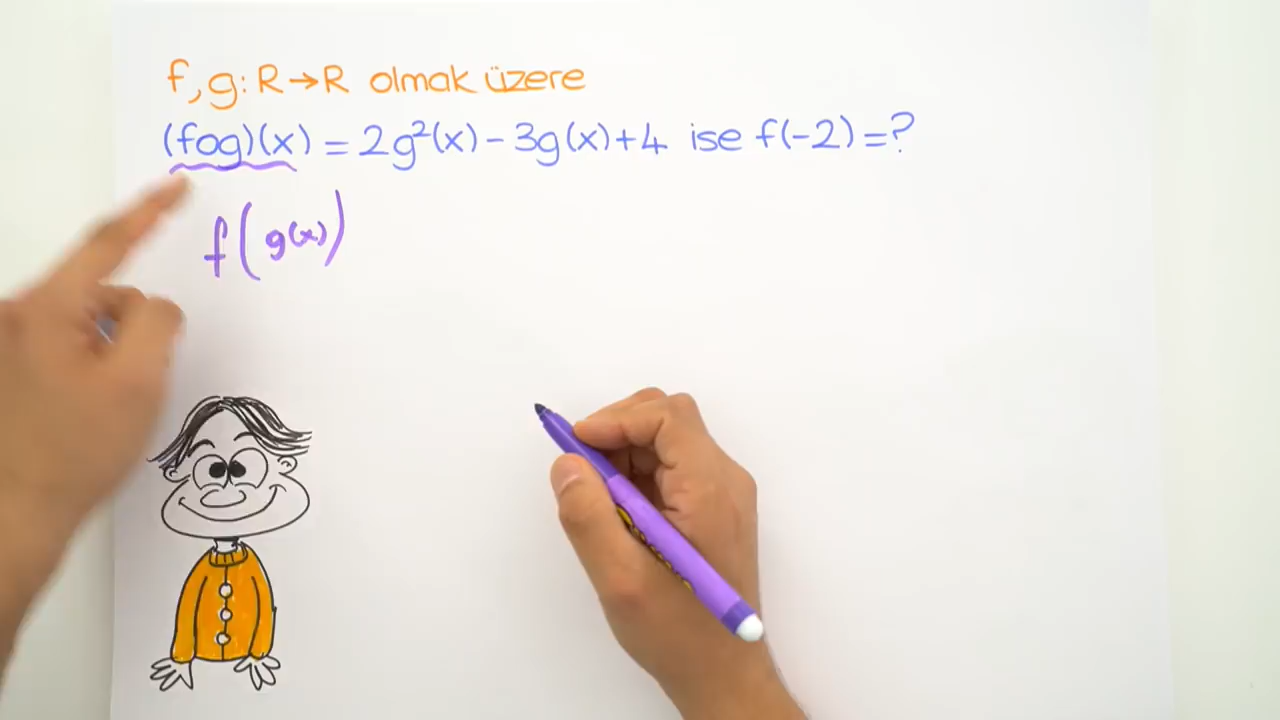 f, g: R→R olmak üzere
(fog)(x) = 2g²(x) - 3g(x) + 4 ise f(-2) = ?
f(g(x))